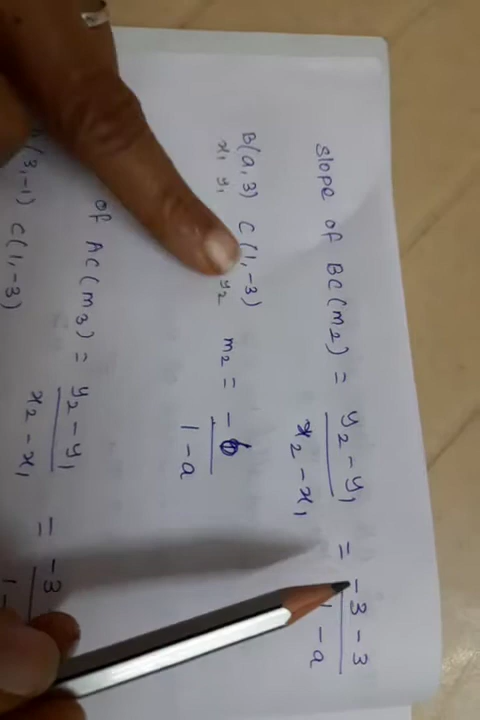 slope of BC (m2) = y2 - y1 / x2 - x1 = -3 - 3 / 1 - a
B(a, 3) C(1, -3)
x1 y1 y2
m2 = -6 / 1 - a
of AC (m3) = y2 - y1 / x2 - x1 = -3
(3, -1) C(1, -3)